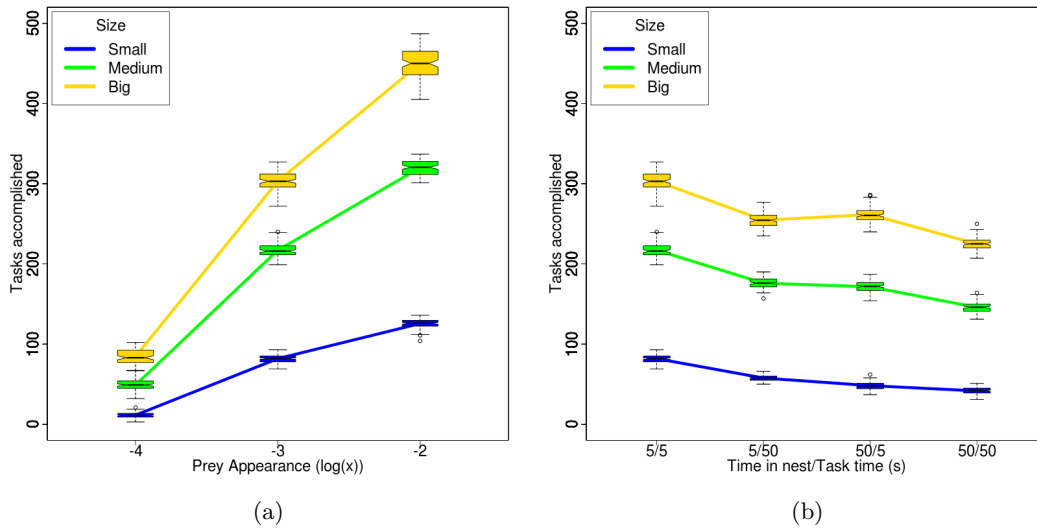 Size
Small
Medium
Big
Tasks accomplished
0
100
200
300
400
500
-4
-3
-2
Prey Appearance (log(x))
(a)
Size
Small
Medium
Big
Tasks accomplished
0
100
200
300
400
500
5/5
5/50
50/5
50/50
Time in nest/Task time (s)
(b)